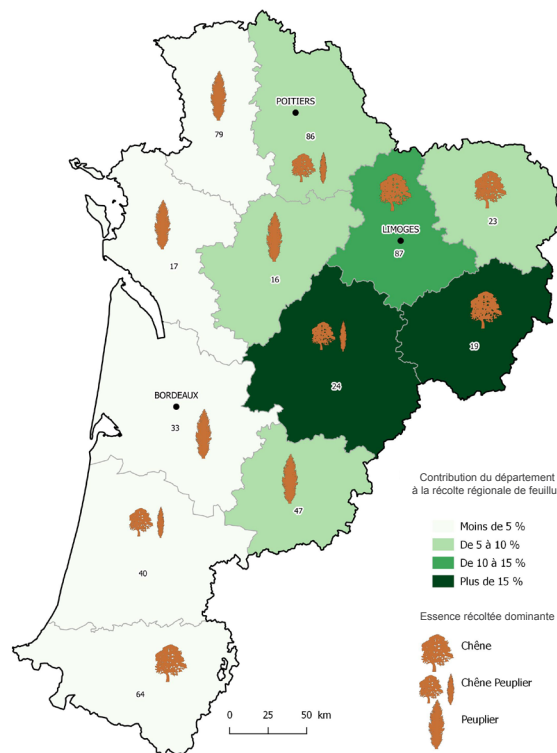 POITIERS
79
86
23
LIMOGES
17
16
87
19
24
BORDEAUX
33
47
40
64
0 25 50 km
Contribution du département
à la récolte régionale de feuillu
Moins de 5 %
De 5 à 10 %
De 10 à 15 %
Plus de 15 %
Essence récoltée dominante
Chêne
Chêne Peuplier
Peuplier